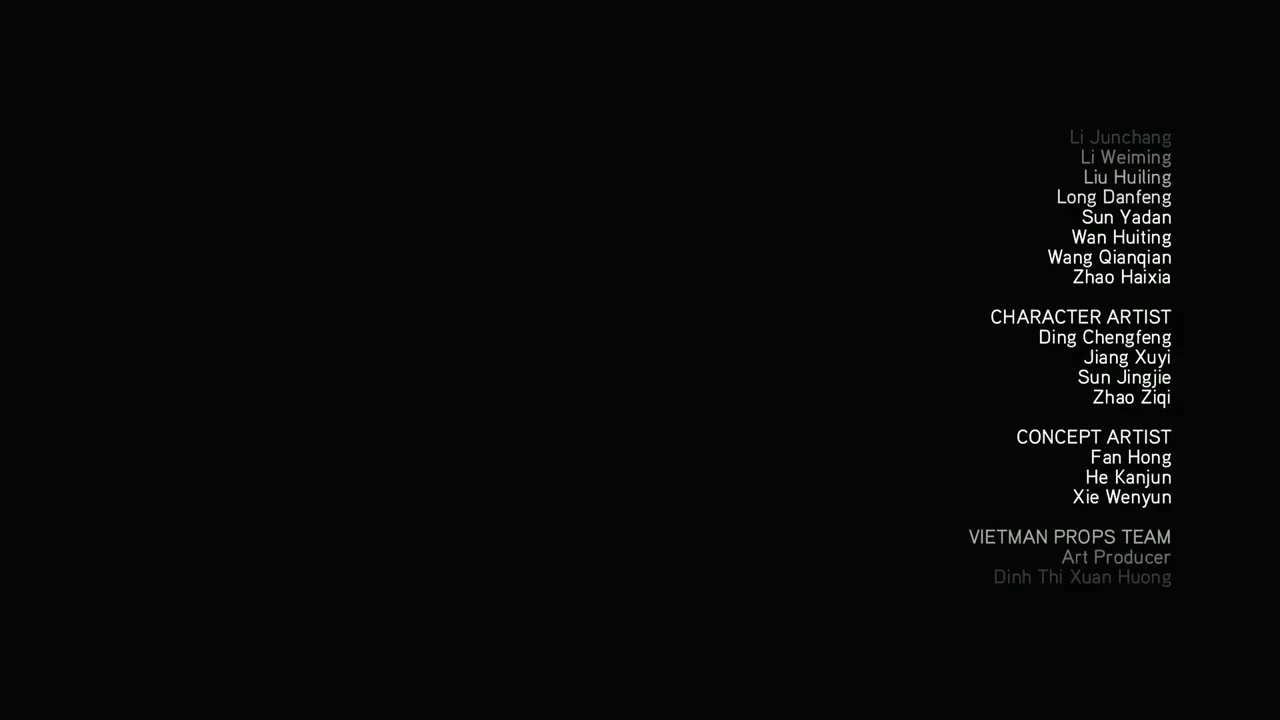 Li Junchang
Li Weiming
Liu Huiling
Long Danfeng
Sun Yadan
Wan Huiting
Wang Qianqian
Zhao Haixia
CHARACTER ARTIST
Ding Chengfeng
Jiang Xuyi
Sun Jingjie
Zhao Ziqi
CONCEPT ARTIST
Fan Hong
He Kanjun
Xie Wenyun
VIETMAN PROPS TEAM
Art Producer
Dinh Thi Xuan Huong